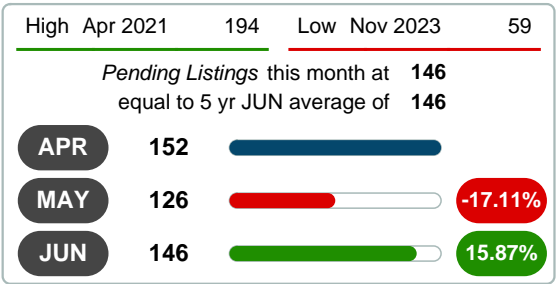 High Apr 2021 194 Low Nov 2023 59
Pending Listings this month at 146
equal to 5 yr JUN average of 146
APR 152
MAY 126 -17.11%
JUN 146 15.87%